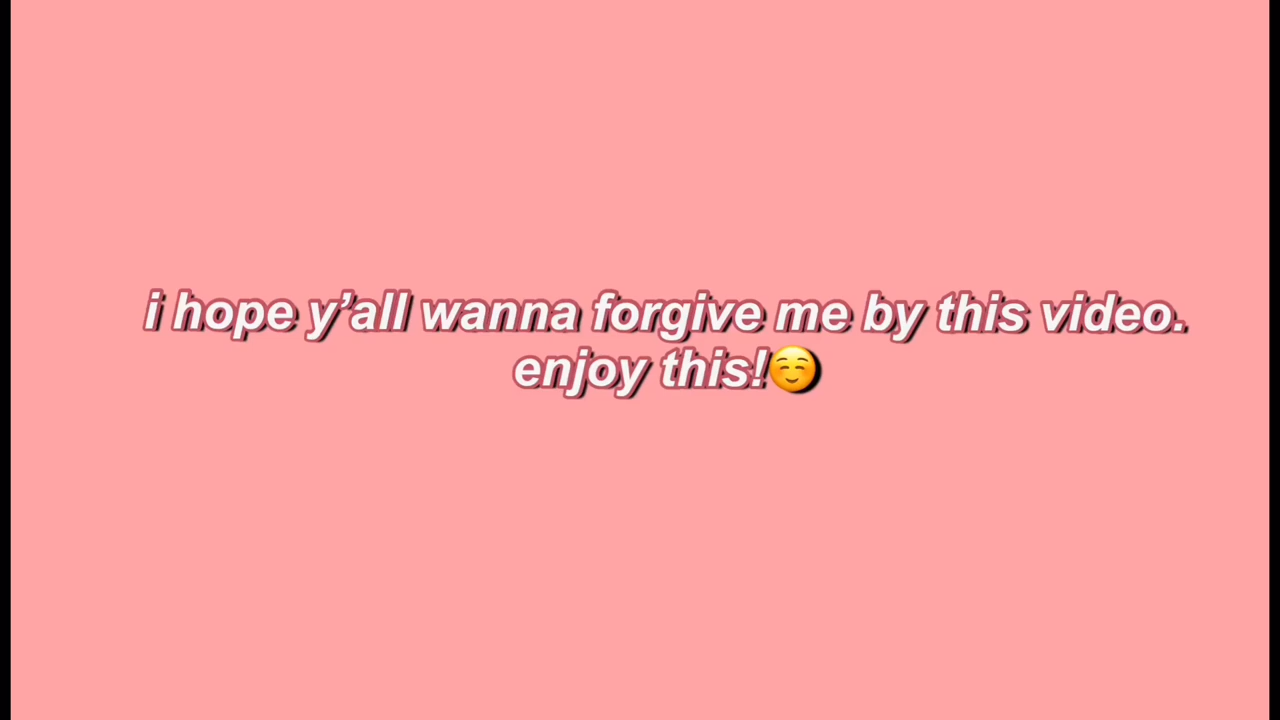 i hope y’all wanna forgive me by this video.
enjoy this!☺️